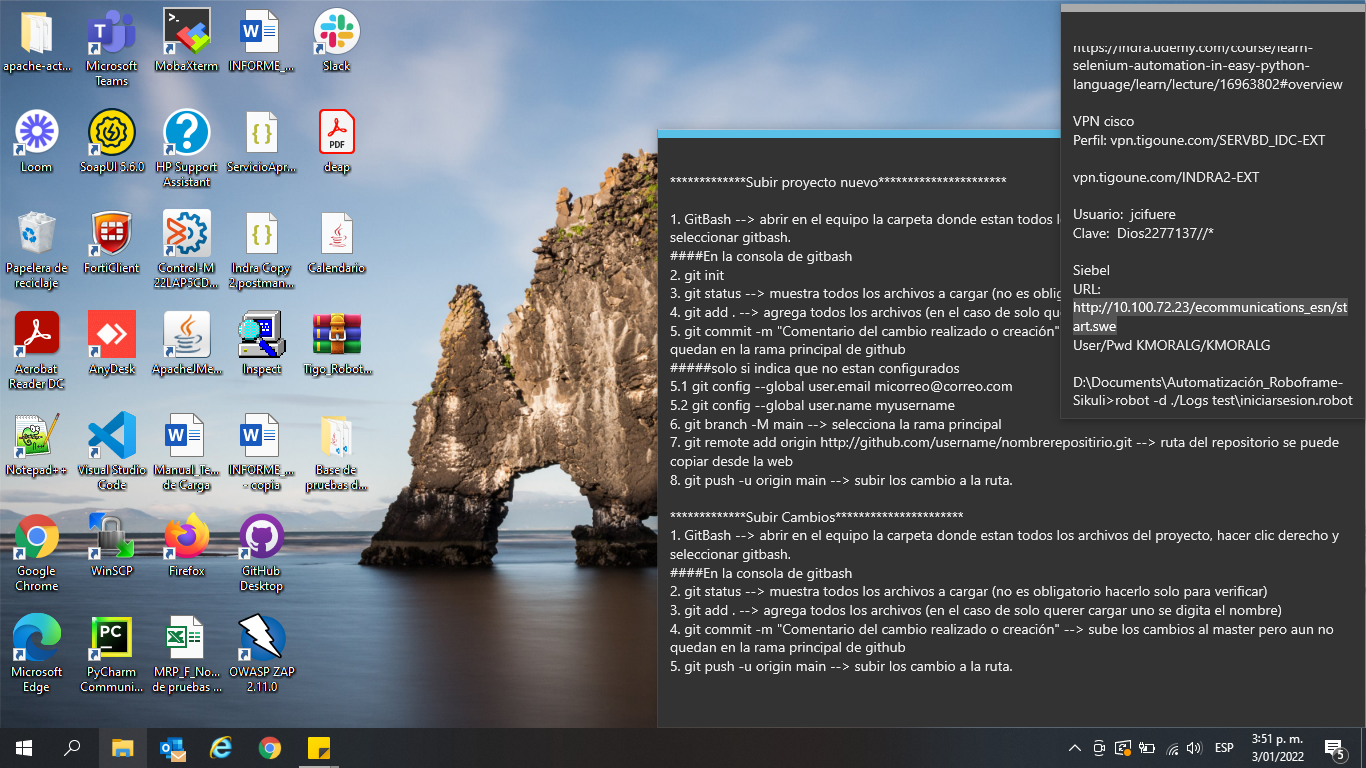 apache-act...
Microsoft
Teams
MobaXterm
INFORME_...
Slack
Loom
SoapUI 5.6.0
HP Support
Assistant
ServicioApr...
deap
PDF
Papelera de
reciclaje
FortiClient
Control-M
22LAP5CD...
Indra Copy
2.postman...
Calendario
Acrobat
Reader DC
AnyDesk
ApacheJMe...
Inspect
Tigo_Robot...
Notepad++
Visual Studio
Code
Manual_Te...
de Carga
INFORME_...
- copia
Base de
pruebas d...
Google
Chrome
WinSCP
Firefox
GitHub
Desktop
Microsoft
Edge
PyCharm
Communi...
MRP_F_No...
de pruebas ...
OWASP ZAP
2.11.0
*************Subir proyecto nuevo**********************
1. GitBash --> abrir en el equipo la carpeta donde estan todos l
seleccionar gitbash.
####En la consola de gitbash
2. git init
3. git status --> muestra todos los archivos a cargar (no es oblig
4. git add . --> agrega todos los archivos (en el caso de solo que
5. git commit -m "Comentario del cambio realizado o creación"
quedan en la rama principal de github
#####solo si indica que no estan configurados
5.1 git config --global user.email micorreo@correo.com
5.2 git config --global user.name myusername
6. git branch -M main --> selecciona la rama principal
7. git remote add origin http://github.com/username/nombrerepositirio.git --> ruta del repositorio se puede
copiar desde la web
8. git push -u origin main --> subir los cambio a la ruta.
*************Subir Cambios**********************
1. GitBash --> abrir en el equipo la carpeta donde estan todos los archivos del proyecto, hacer clic derecho y
seleccionar gitbash.
####En la consola de gitbash
2. git status --> muestra todos los archivos a cargar (no es obligatorio hacerlo solo para verificar)
3. git add . --> agrega todos los archivos (en el caso de solo querer cargar uno se digita el nombre)
4. git commit -m "Comentario del cambio realizado o creación" --> sube los cambios al master pero aun no
quedan en la rama principal de github
5. git push -u origin main --> subir los cambio a la ruta.
https://indra.udemy.com/course/learn-
selenium-automation-in-easy-python-
language/learn/lecture/16963802#overview
VPN cisco
Perfil: vpn.tigoune.com/SERVBD_IDC-EXT
vpn.tigoune.com/INDRA2-EXT
Usuario:  jcifuere
Clave:  Dios2277137//*
Siebel
URL:
http://10.100.72.23/ecommunications_esn/st
art.swe
User/Pwd KMORALG/KMORALG
D:\Documents\Automatización_Roboframe-
Sikuli>robot -d ./Logs test\iniciarsesion.robot
ESP
3:51 p. m.
3/01/2022
5